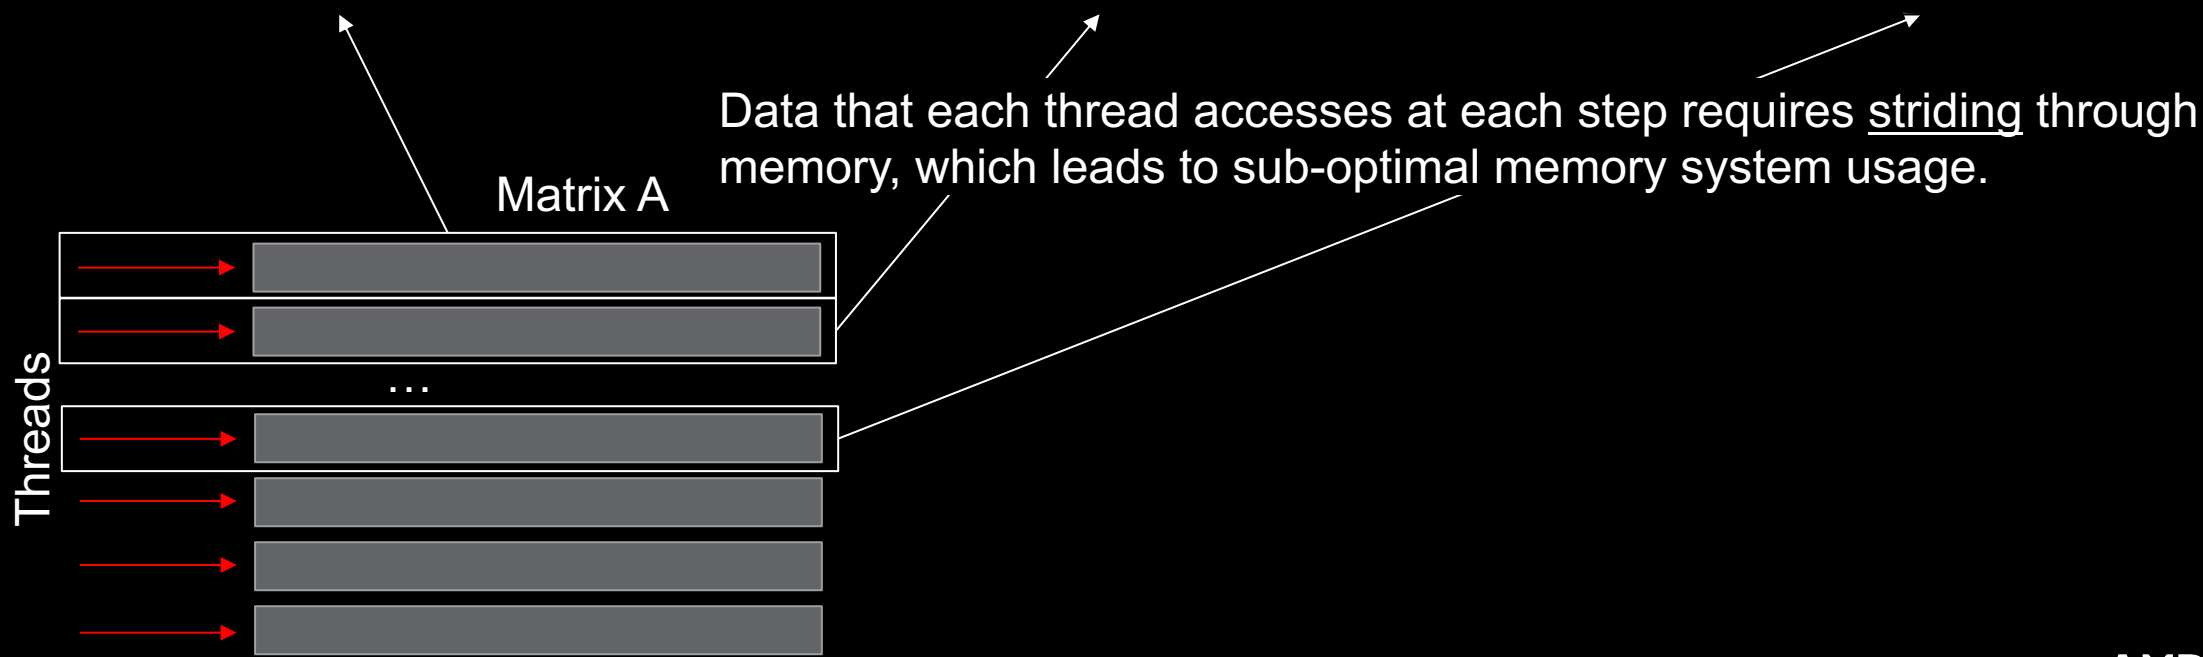 Data that each thread accesses at each step requires striding through
memory, which leads to sub-optimal memory system usage.
Matrix A
Threads
…